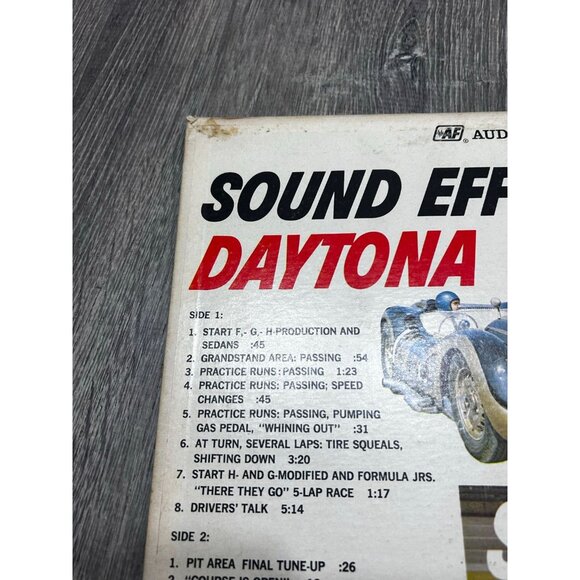 AF® AUD
SOUND EFF
DAYTONA
SIDE 1:
1. START F,- G,- H-PRODUCTION AND
SEDANS :45
2. GRANDSTAND AREA: PASSING :54
3. PRACTICE RUNS: PASSING 1:23
4. PRACTICE RUNS: PASSING; SPEED
CHANGES :45
5. PRACTICE RUNS: PASSING, PUMPING
GAS PEDAL, "WHINING OUT" :31
6. AT TURN, SEVERAL LAPS: TIRE SQUEALS,
SHIFTING DOWN 3:20
7. START H- AND G-MODIFIED AND FORMULA JRS.
"THERE THEY GO" 5-LAP RACE 1:17
8. DRIVERS' TALK 5:14
SIDE 2:
1. PIT AREA FINAL TUNE-UP :26